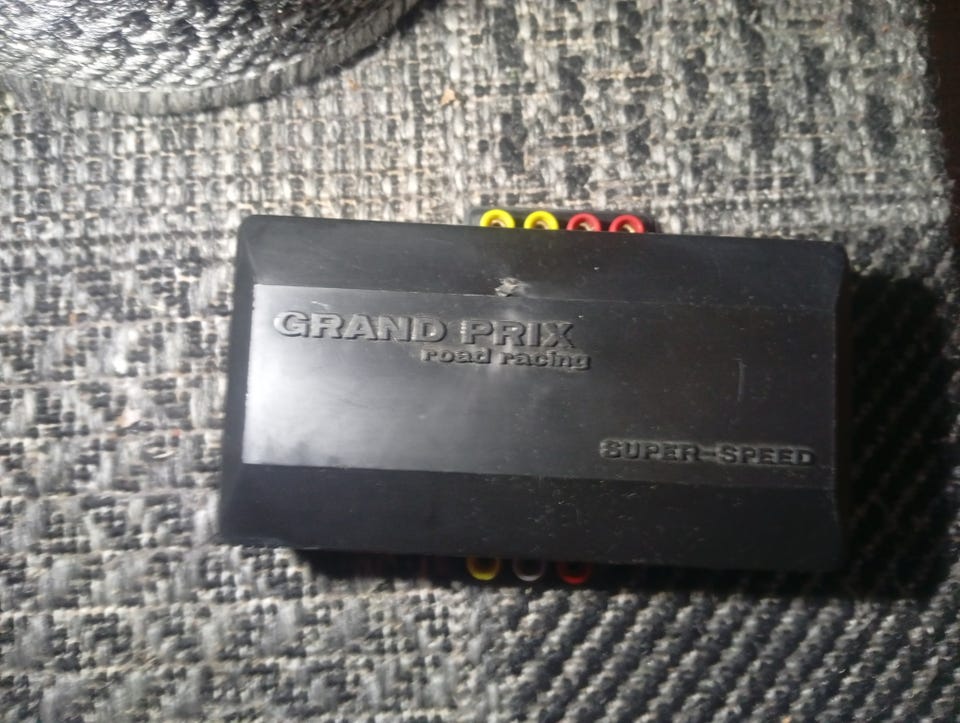 GRAND PRIX
road racing
SUPER-SPEED